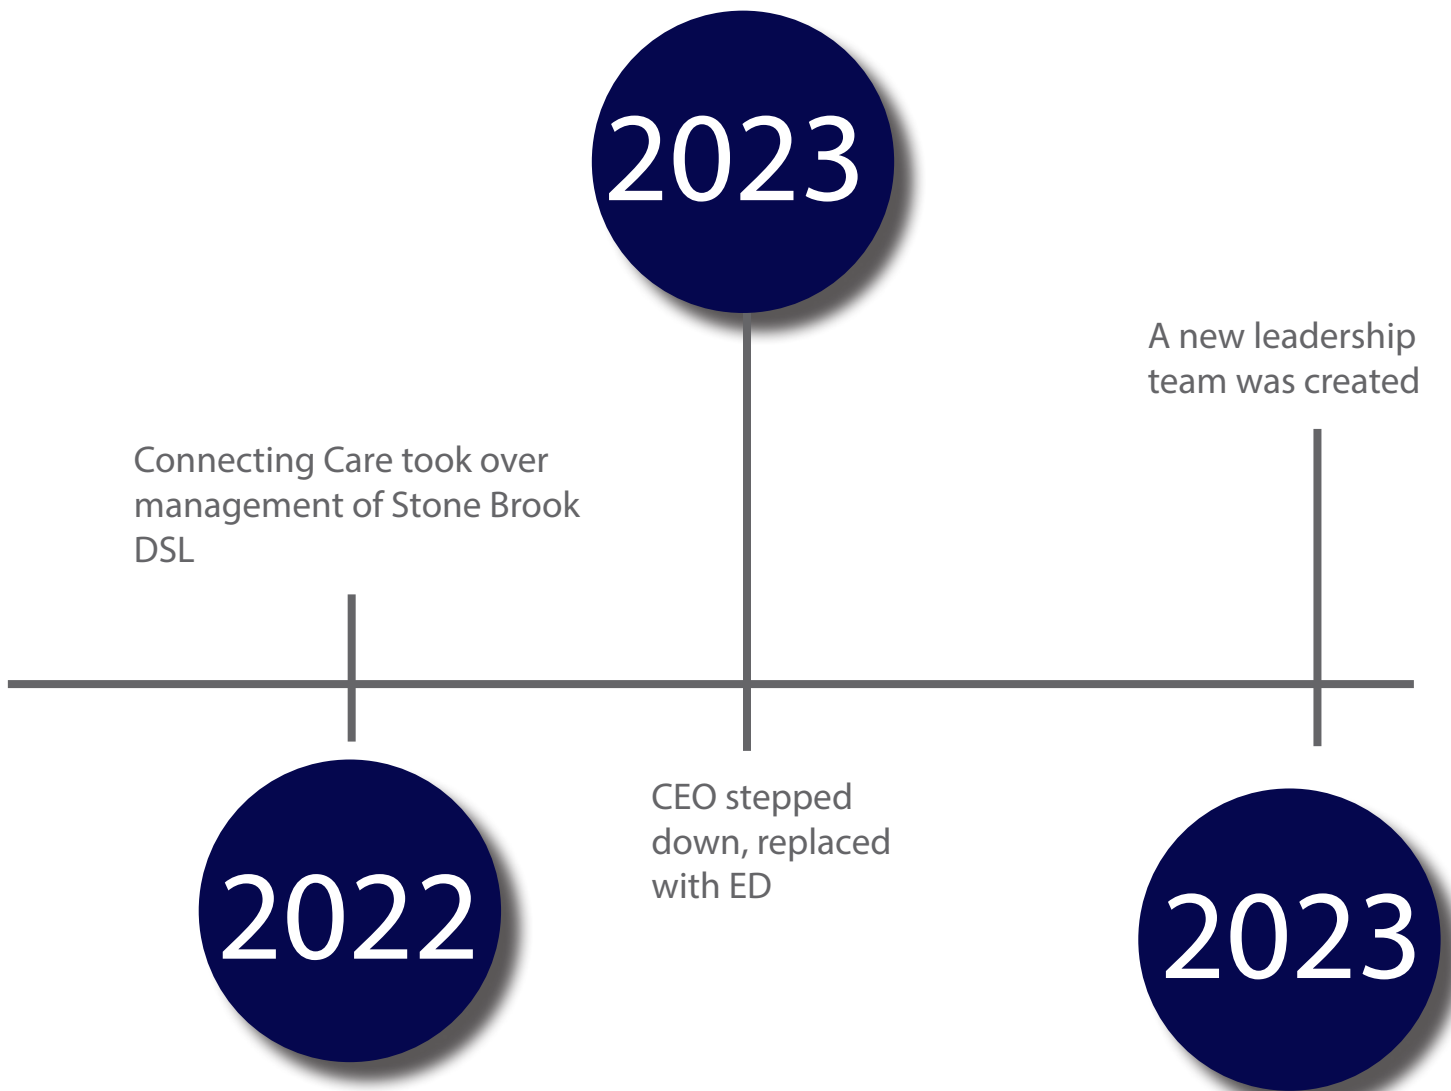 2023
A new leadership
team was created
Connecting Care took over
management of Stone Brook
DSL
CEO stepped
down, replaced
with ED
2022
2023